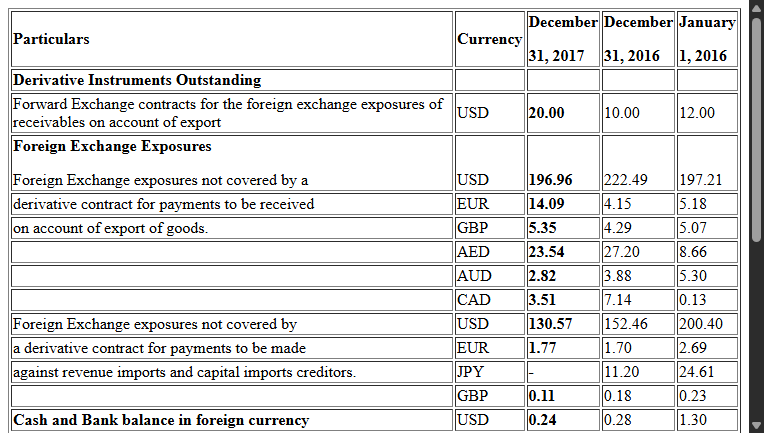 Particulars Currency December 31, 2017 December 31, 2016 January 1, 2016
Derivative Instruments Outstanding
Forward Exchange contracts for the foreign exchange exposures of
receivables on account of export USD 20.00 10.00 12.00
Foreign Exchange Exposures
Foreign Exchange exposures not covered by a USD 196.96 222.49 197.21
derivative contract for payments to be received EUR 14.09 4.15 5.18
on account of export of goods. GBP 5.35 4.29 5.07
AED 23.54 27.20 8.66
AUD 2.82 3.88 5.30
CAD 3.51 7.14 0.13
Foreign Exchange exposures not covered by USD 130.57 152.46 200.40
a derivative contract for payments to be made EUR 1.77 1.70 2.69
against revenue imports and capital imports creditors. JPY - 11.20 24.61
GBP 0.11 0.18 0.23
Cash and Bank balance in foreign currency USD 0.24 0.28 1.30